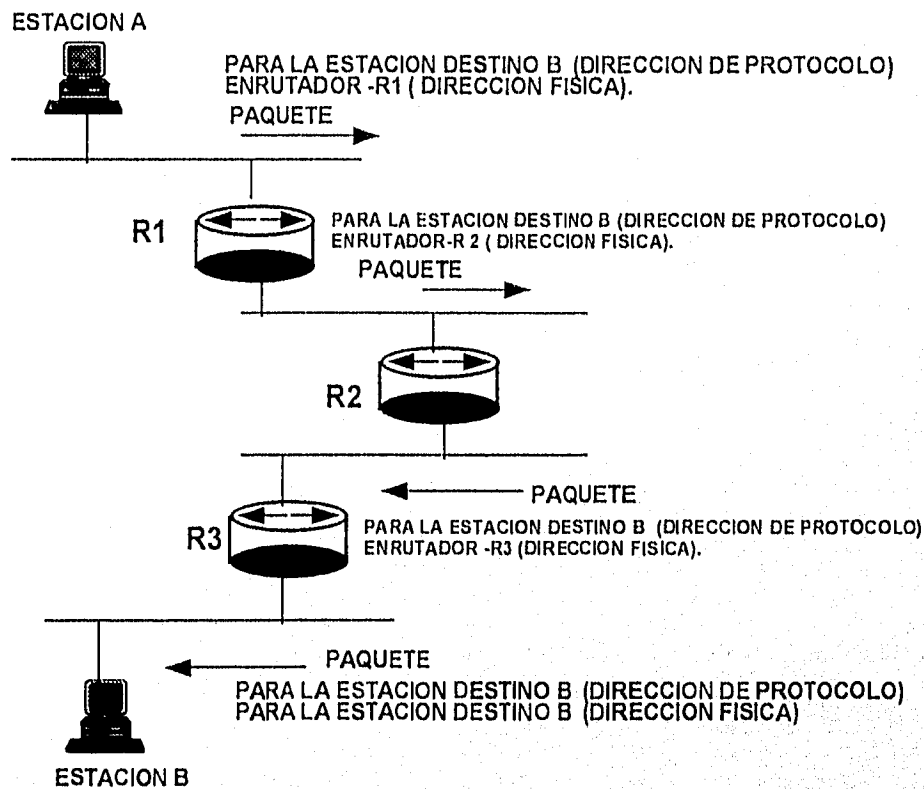 ESTACION A
PARA LA ESTACION DESTINO B (DIRECCION DE PROTOCOLO)
ENRUTADOR -R1 ( DIRECCION FISICA).
PAQUETE
R1
PARA LA ESTACION DESTINO B (DIRECCION DE PROTOCOLO)
ENRUTADOR-R 2 ( DIRECCION FISICA).
PAQUETE
R2
PAQUETE
R3
PARA LA ESTACION DESTINO B (DIRECCION DE PROTOCOLO)
ENRUTADOR -R3 (DIRECCION FISICA).
PAQUETE
PARA LA ESTACION DESTINO B (DIRECCION DE PROTOCOLO)
PARA LA ESTACION DESTINO B (DIRECCION FISICA)
ESTACION B